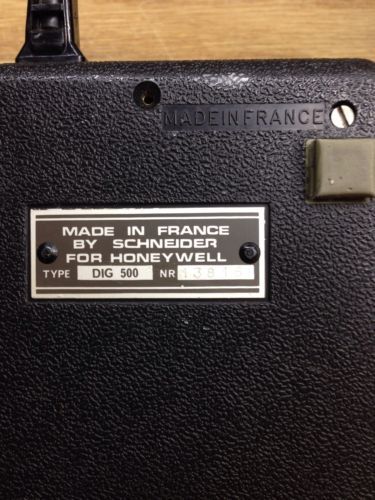 MADEINFRANCE
MADE IN FRANCE
BY SCHNEIDER
FOR HONEYWELL
TYPE DIG 500 NR